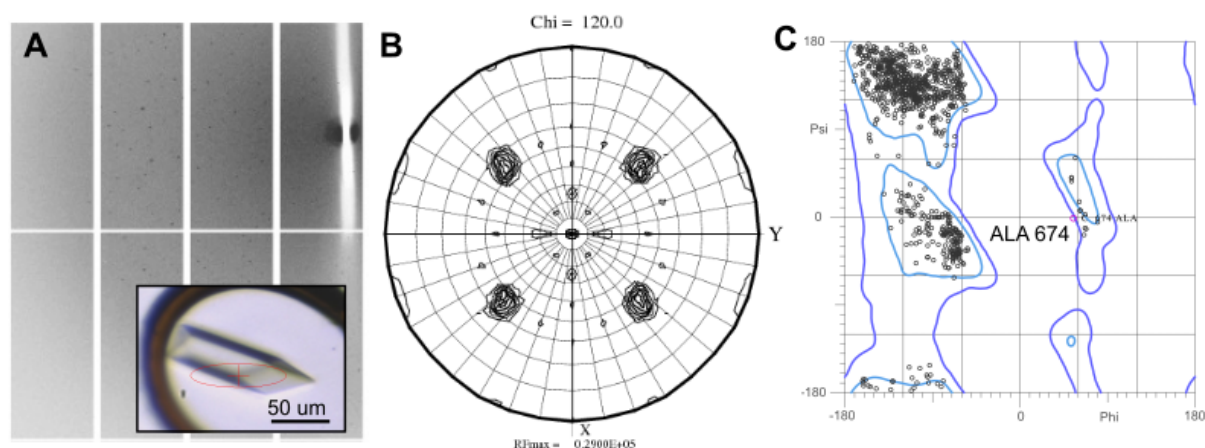 A
50 um
B
Chi = 120.0
Y
X
RFmax = 0.2900E+05
C
180
Psi
0
-180
-180
0
Phi
180
ALA 674
674 ALA